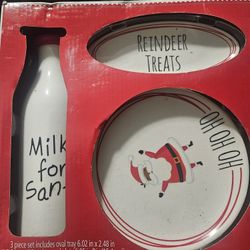 REINDEER
TREATS
Milk
for
San-
HO HO HO
3 piece set includes oval tray 6.02 in x 2.48 in